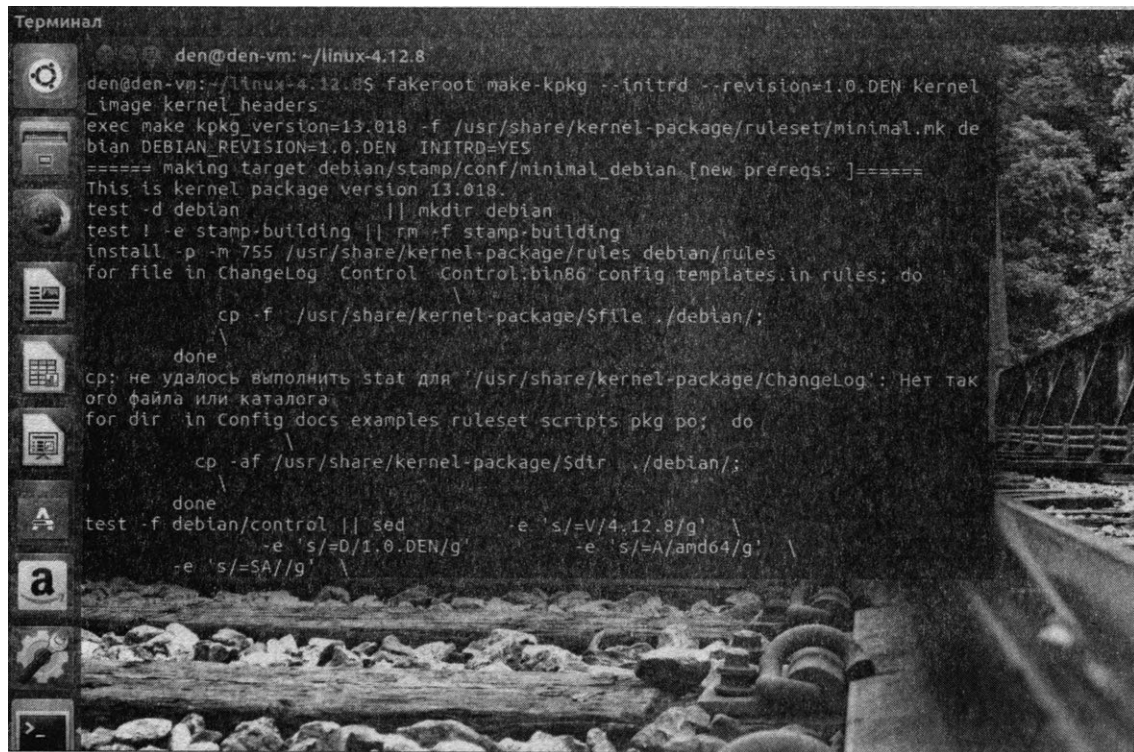 Терминал
den@den-vm: ~/linux-4.12.8
den@den-vm:~/linux-4.12.8$ fakeroot make-kpkg --initrd --revision=1.0.DEN kernel
_image kernel_headers
exec make kpkg_version=13.018 -f /usr/share/kernel-package/ruleset/minimal.mk de
bian DEBIAN_REVISION=1.0.DEN INITRD=YES
====== making target debian/stamp/conf/minimal_debian [new prereqs: ]======
This is kernel package version 13.018.
test -d debian || mkdir debian
test ! -e stamp-building || rm -f stamp-building
install -p -m 755 /usr/share/kernel-package/rules debian/rules
for file in ChangeLog Control Control.bin86 config templates.in rules; do
\
cp -f /usr/share/kernel-package/$file ./debian/;
\
done
cp: не удалось выполнить stat для '/usr/share/kernel-package/ChangeLog': Нет так
ого файла или каталога
for dir in Config docs examples ruleset scripts pkg po; do
\
cp -af /usr/share/kernel-package/$dir ./debian/;
\
done
test -f debian/control || sed -e 's/=V/4.12.8/g' \
-e 's/=D/1.0.DEN/g' -e 's/=A/amd64/g' \
-e 's/=SA//g' \
a
>_